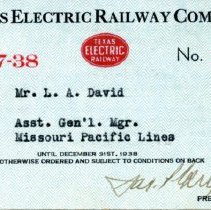 S ELECTRIC RAILWAY COM
7-38
TEXAS
ELECTRIC
RAILWAY
No.
Mr. L. A. David
Asst. Gen'l. Mgr.
Missouri Pacific Lines
UNTIL DECEMBER 31ST, 1938
OTHERWISE ORDERED AND SUBJECT TO CONDITIONS ON BACK
PRE